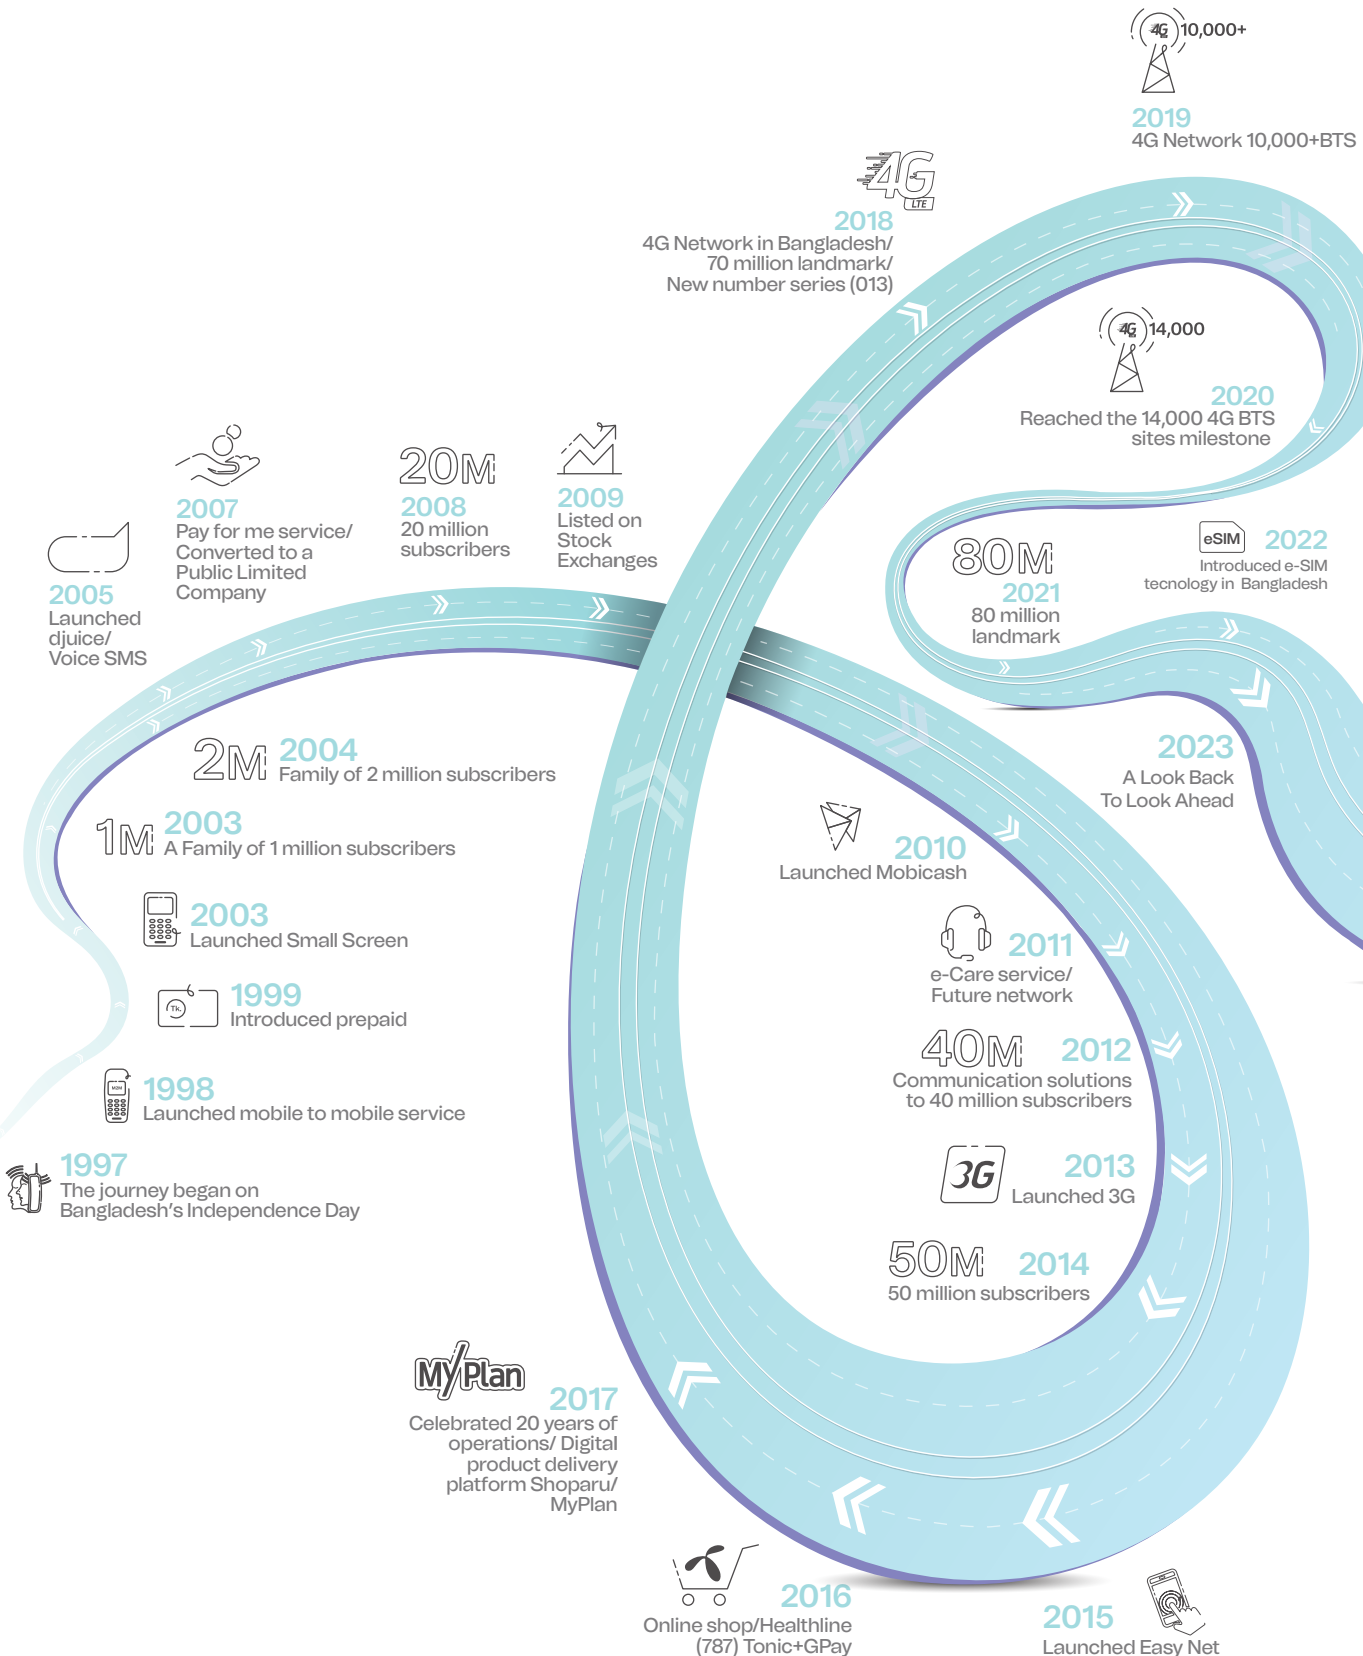 4G 10,000+
2019
4G Network 10,000+BTS
4G
LTE
2018
4G Network in Bangladesh/
70 million landmark/
New number series (013)
4G 14,000
2020
Reached the 14,000 4G BTS
sites milestone
2007
Pay for me service/
Converted to a
Public Limited
Company
20M
2008
20 million
subscribers
2009
Listed on
Stock
Exchanges
2005
Launched
djuice/
Voice SMS
80M
2021
80 million
landmark
eSIM
2022
Introduced e-SIM
tecnology in Bangladesh
2M
2004
Family of 2 million subscribers
2023
A Look Back
To Look Ahead
1M
2003
A Family of 1 million subscribers
2010
Launched Mobicash
2003
Launched Small Screen
2011
e-Care service/
Future network
Tk.
1999
Introduced prepaid
40M
2012
Communication solutions
to 40 million subscribers
M2M
1998
Launched mobile to mobile service
3G
2013
Launched 3G
1997
The journey began on
Bangladesh's Independence Day
50M
2014
50 million subscribers
My Plan
2017
Celebrated 20 years of
operations/ Digital
product delivery
platform Shoparu/
MyPlan
2016
Online shop/Healthline
(787) Tonic+GPay
2015
Launched Easy Net